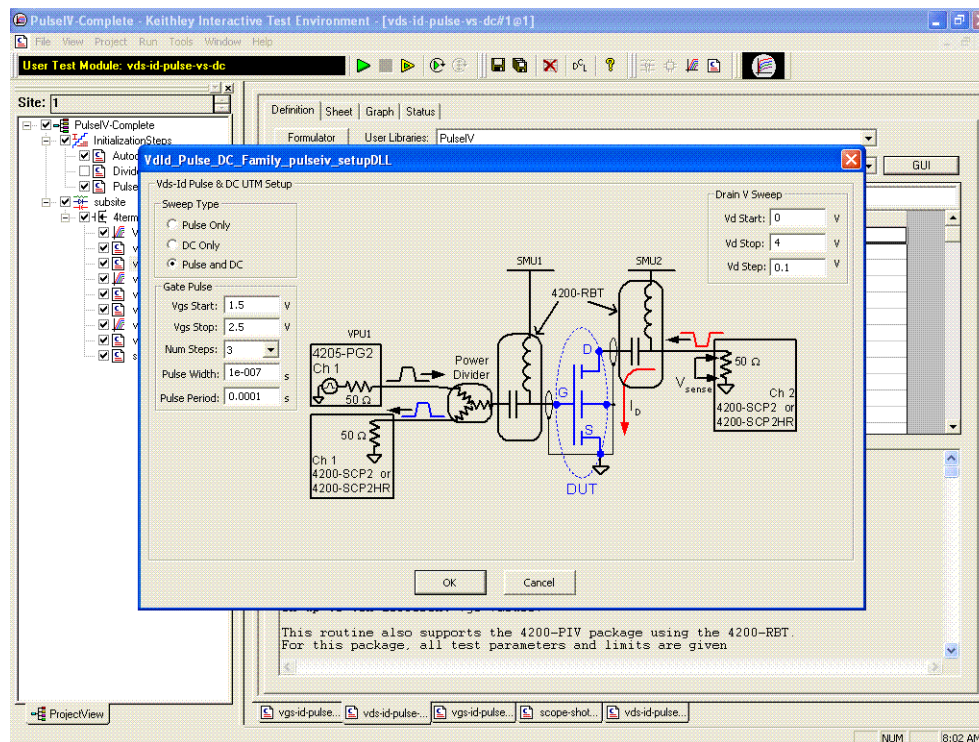 PulseIV-Complete - Keithley Interactive Test Environment - [vds-id-pulse-vs-dc#1@1]
File View Project Run Tools Window Help
User Test Module: vds-id-pulse-vs-dc
Site: 1
PulseIV-Complete
InitializationSteps
Autoc
Divide
Pulse
subsite
4term
Definition Sheet Graph Status
Formulator User Libraries: PulseIV
GUI
VdId_Pulse_DC_Family_pulseiv_setupDLL
Vds-Id Pulse & DC UTM Setup
Sweep Type
Pulse Only
DC Only
Pulse and DC
Gate Pulse
Vgs Start: 1.5 V
Vgs Stop: 2.5 V
Num Steps: 3
Pulse Width: 1e-007 s
Pulse Period: 0.0001 s
Drain V Sweep
Vd Start: 0 V
Vd Stop: 4 V
Vd Step: 0.1 V
SMU1
SMU2
4200-RBT
VPU1
4205-PG2
Ch 1
50 Ω
Power
Divider
50 Ω
Ch 1
4200-SCP2 or
4200-SCP2HR
D
G
S
DUT
ID
50 Ω
Vsense
Ch 2
4200-SCP2 or
4200-SCP2HR
OK Cancel
This routine also supports the 4200-PIV package using the 4200-RBT.
For this package, all test parameters and limits are given
ProjectView
vgs-id-pulse... vds-id-pulse-... vgs-id-pulse... scope-shot... vds-id-pulse...
NUM 8:02 AM